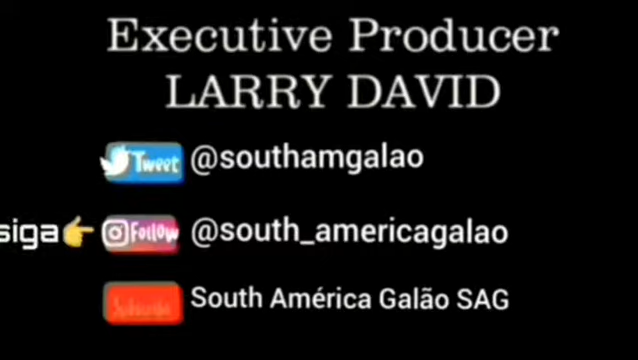 Executive Producer
LARRY DAVID
Tweet @southamgalao
siga Follow @south_americagalao
Subscribe South América Galão SAG